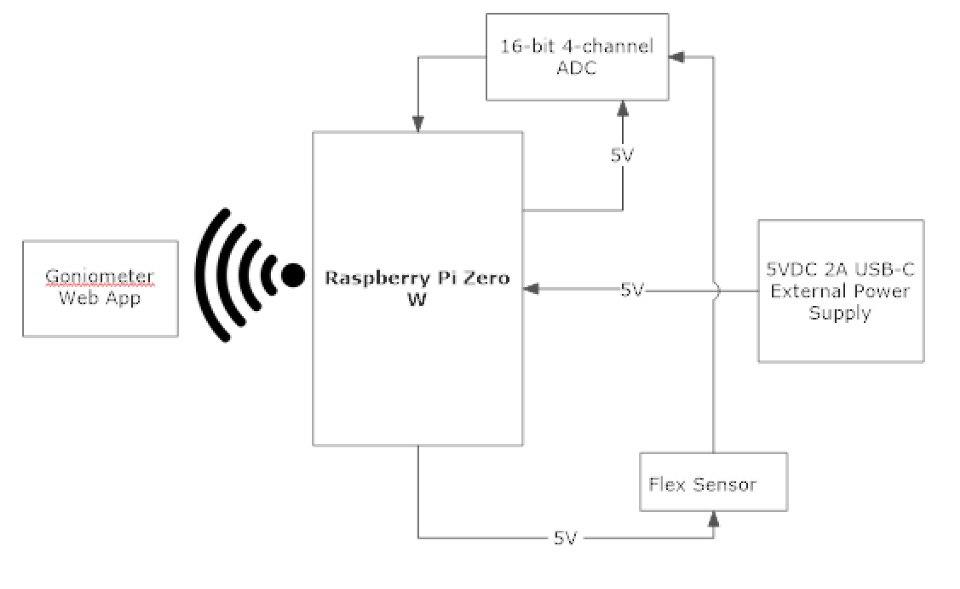 16-bit 4-channel
ADC
5V
Goniometer
Web App
Raspberry Pi Zero
W
5V
5VDC 2A USB-C
External Power
Supply
Flex Sensor
5V